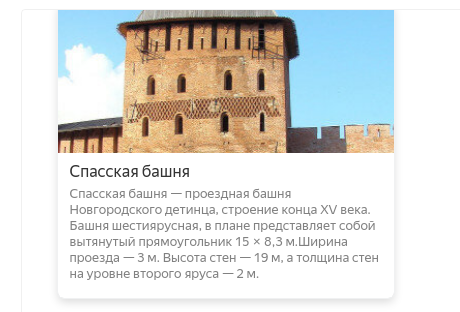 Спасская башня
Спасская башня — проездная башня
Новгородского детинца, строение конца XV века.
Башня шестиярусная, в плане представляет собой
вытянутый прямоугольник 15 × 8,3 м.Ширина
проезда — 3 м. Высота стен — 19 м, а толщина стен
на уровне второго яруса — 2 м.